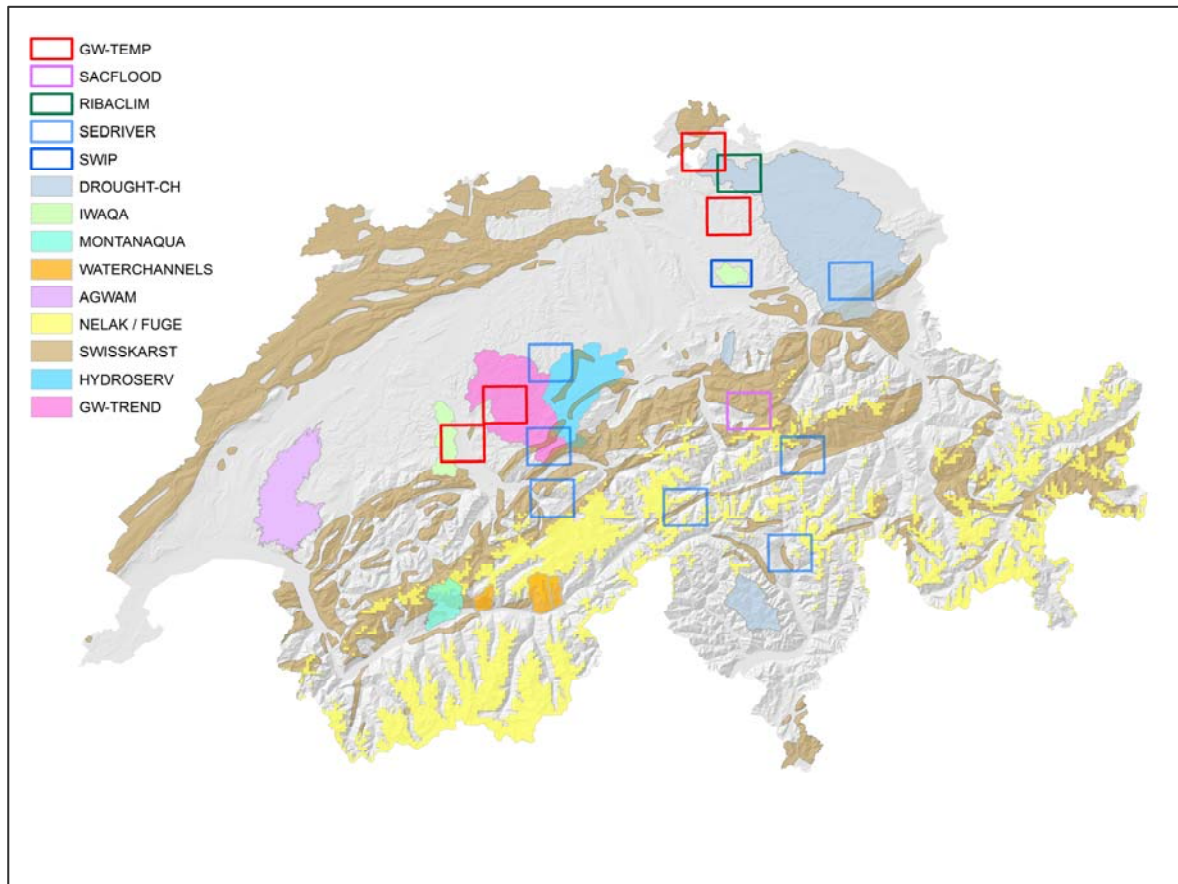 GW-TEMP
SACFLOOD
RIBACLIM
SEDRIVER
SWIP
DROUGHT-CH
IWAQA
MONTANAQUA
WATERCHANNELS
AGWAM
NELAK / FUGE
SWISSKARST
HYDROSERV
GW-TREND